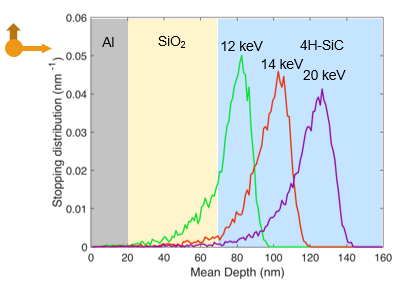 0.06
0.05
0.04
0.03
0.02
0.01
0
Stopping distribution (nm⁻¹)
Al
SiO₂
12 keV
4H-SiC
14 keV
20 keV
0 20 40 60 80 100 120 140 160
Mean Depth (nm)